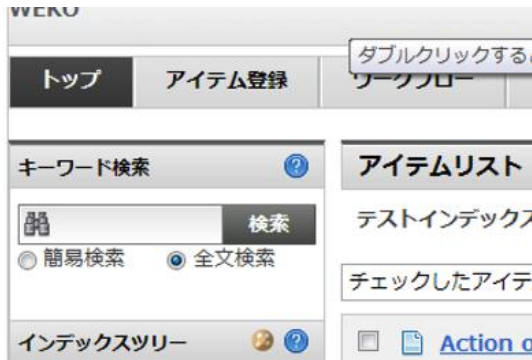 WEKO
ダブルクリックする
トップ
アイテム登録
ワークフロー
キーワード検索
検索
簡易検索
全文検索
インデックスツリー
アイテムリスト
テストインデックス
チェックしたアイテ
Action o